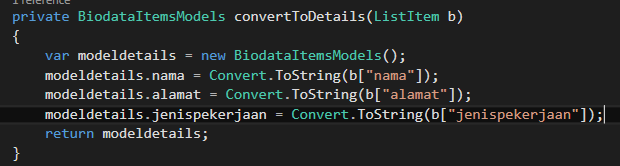 1 reference
private BiodataItemsModels convertToDetails(ListItem b)
{
var modeldetails = new BiodataItemsModels();
modeldetails.nama = Convert.ToString(b["nama"]);
modeldetails.alamat = Convert.ToString(b["alamat"]);
modeldetails.jenispekerjaan = Convert.ToString(b["jenispekerjaan"]);
return modeldetails;
}